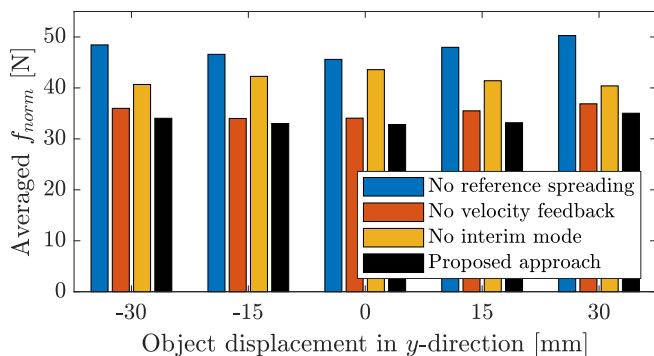 Averaged f_norm [N]
50
40
30
20
10
0
No reference spreading
No velocity feedback
No interim mode
Proposed approach
-30 -15 0 15 30
Object displacement in y-direction [mm]